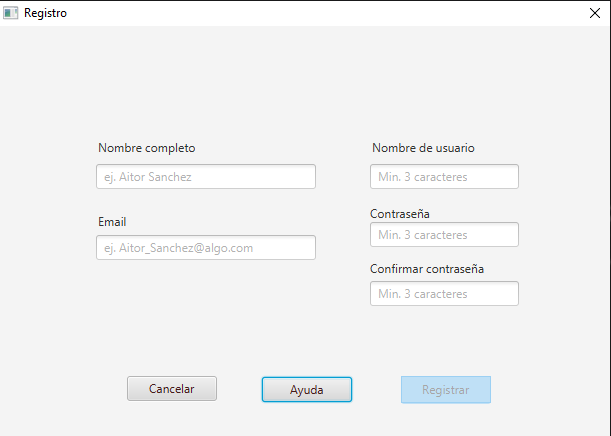 Registro
Nombre completo
ej. Aitor Sanchez
Email
ej. Aitor_Sanchez@algo.com
Nombre de usuario
Min. 3 caracteres
Contraseña
Min. 3 caracteres
Confirmar contraseña
Min. 3 caracteres
Cancelar
Ayuda
Registrar